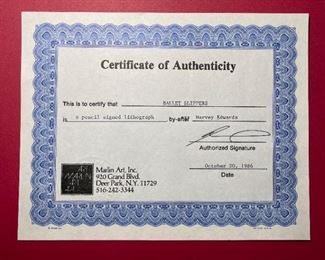 Certificate of Authenticity
This is to certify that BALLET SLIPPERS
is a pencil signed lithograph by-after Harvey Edwards
Authorized Signature
October 20, 1986
Date
Marlin Art, Inc.
920 Grand Blvd.
Deer Park, N.Y. 11729
516-242-3344